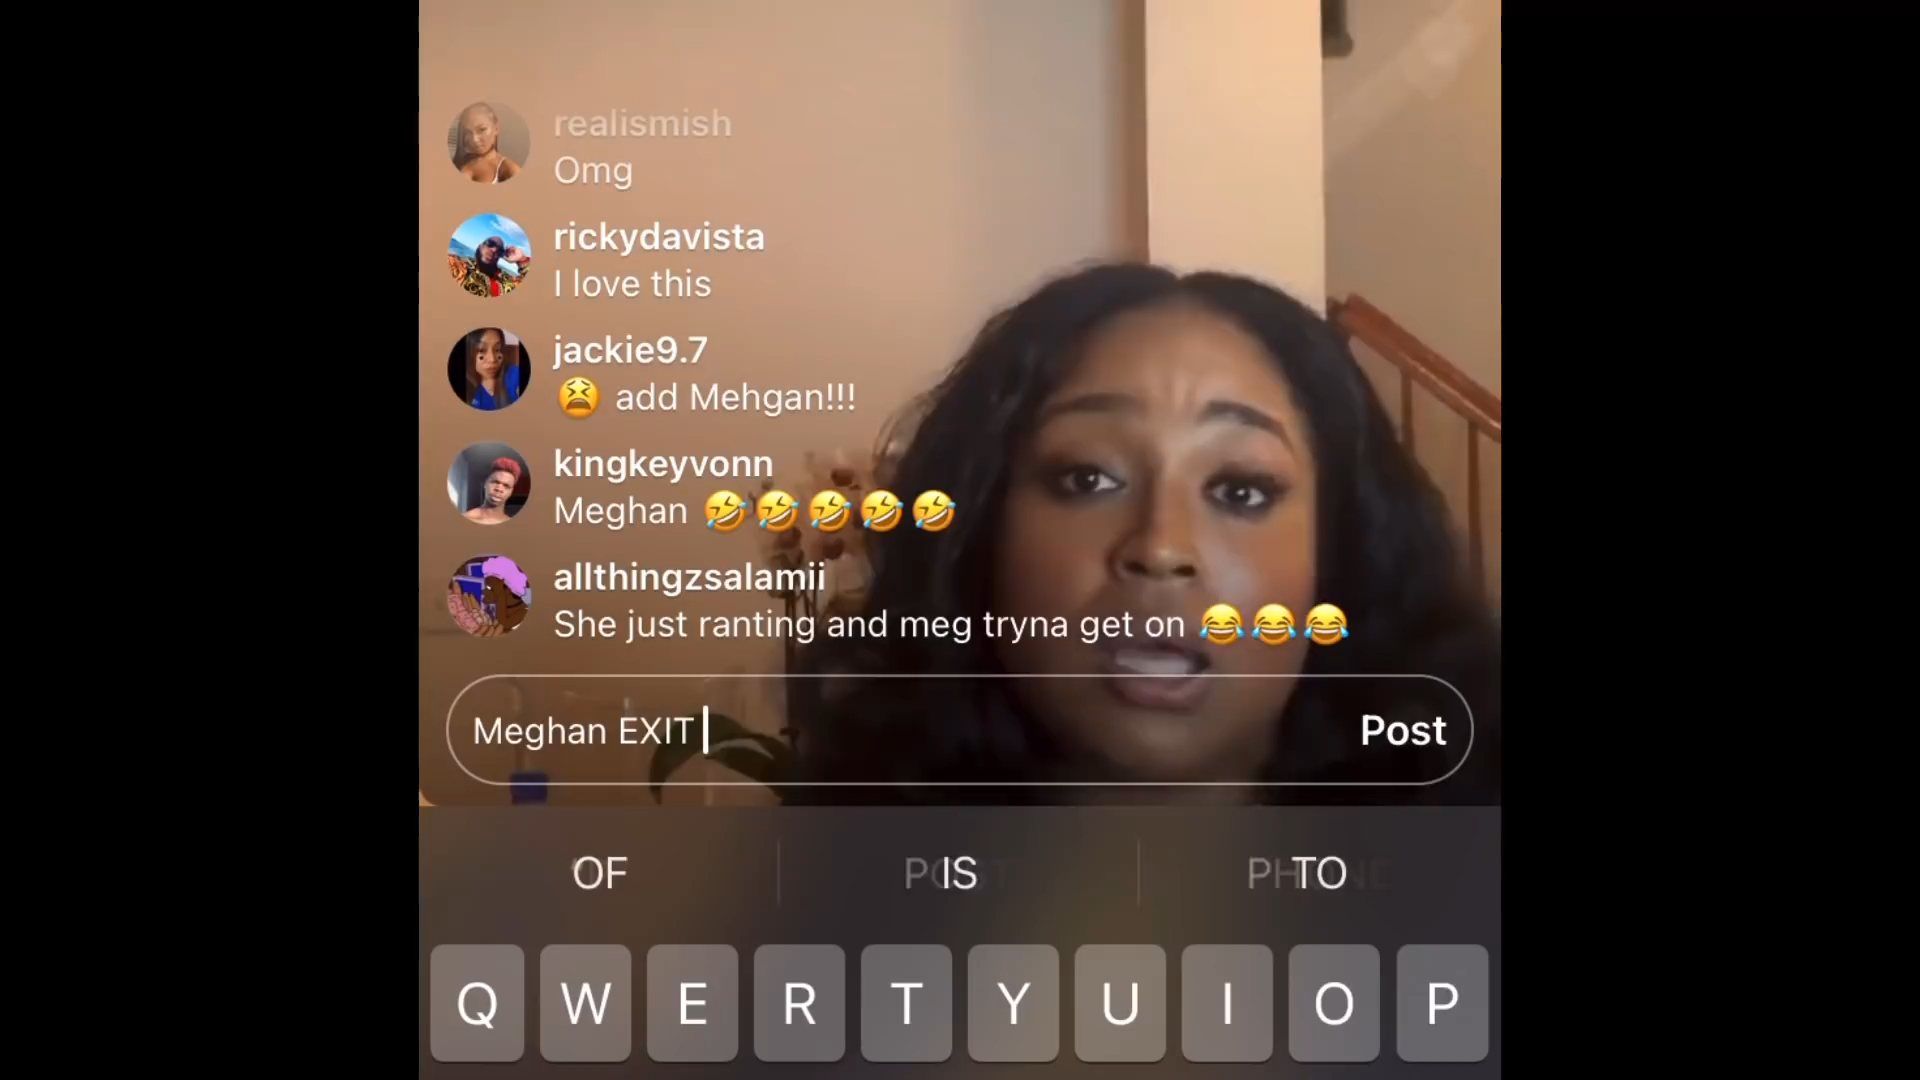 realismish
Omg
rickydavista
I love this
jackie9.7
😫 add Mehgan!!!
kingkeyvonn
Meghan 🤣🤣🤣🤣🤣
allthingzsalamii
She just ranting and meg tryna get on 😂😂😂
Meghan EXIT
Post
OF IS TO
Q W E R T Y U I O P